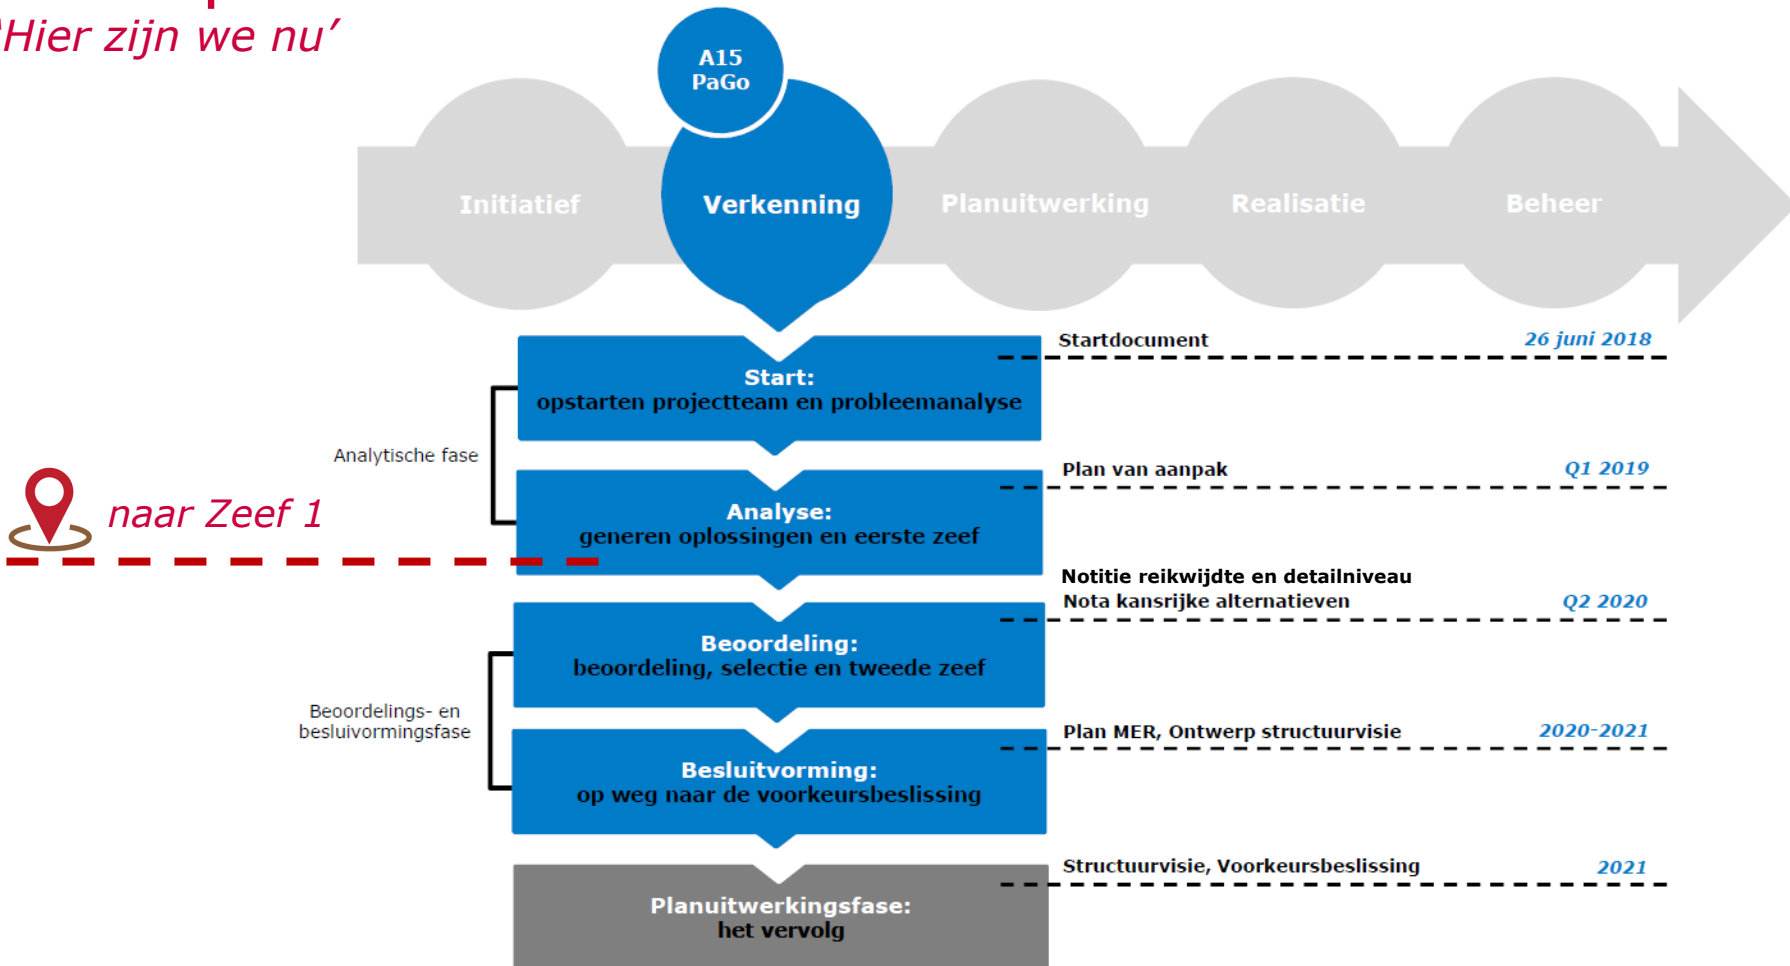 ‘Hier zijn we nu’
A15
PaGo
Initiatief
Verkenning
Planuitwerking
Realisatie
Beheer
Startdocument
26 juni 2018
Start:
opstarten projectteam en probleemanalyse
Analytische fase
Plan van aanpak
Q1 2019
naar Zeef 1
Analyse:
generen oplossingen en eerste zeef
Notitie reikwijdte en detailniveau
Nota kansrijke alternatieven
Q2 2020
Beoordeling:
beoordeling, selectie en tweede zeef
Beoordelings- en
besluivormingsfase
Plan MER, Ontwerp structuurvisie
2020-2021
Besluitvorming:
op weg naar de voorkeursbeslissing
Structuurvisie, Voorkeursbeslissing
2021
Planuitwerkingsfase:
het vervolg